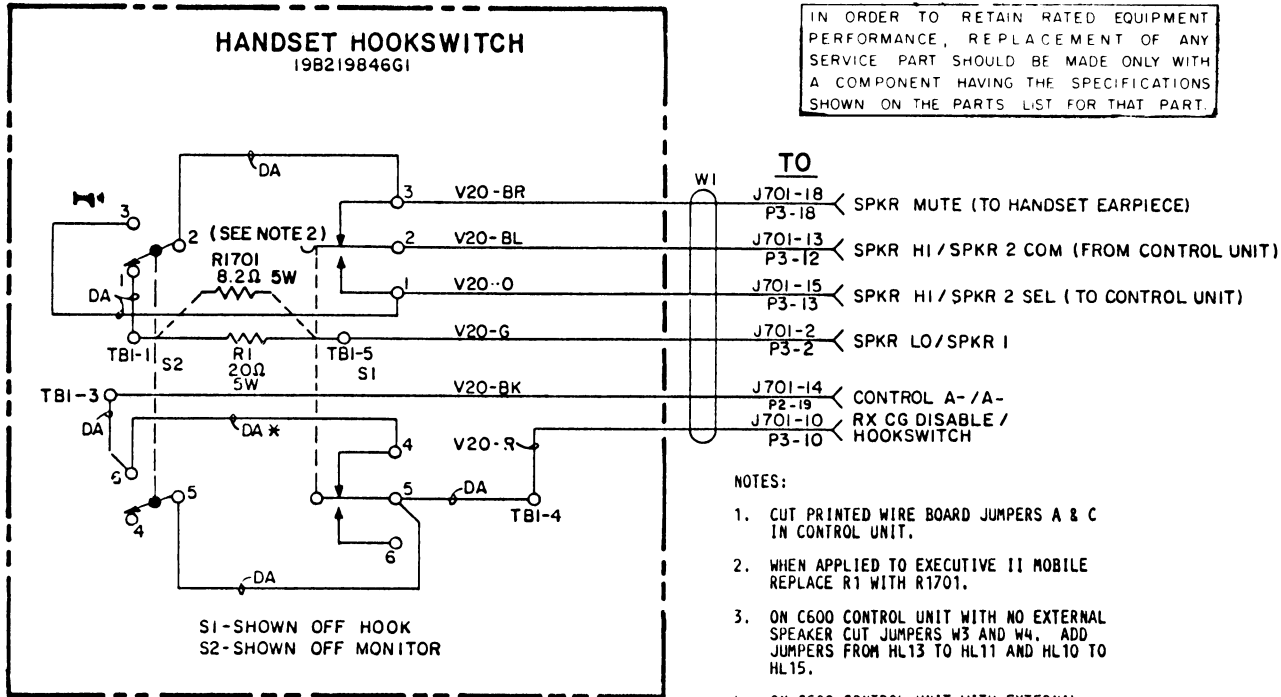 HANDSET HOOKSWITCH
19B219846G1
IN ORDER TO RETAIN RATED EQUIPMENT
PERFORMANCE, REPLACEMENT OF ANY
SERVICE PART SHOULD BE MADE ONLY WITH
A COMPONENT HAVING THE SPECIFICATIONS
SHOWN ON THE PARTS LIST FOR THAT PART.
DA
3
3
V20-BR
W1
TO
J701-18
P3-18
SPKR MUTE (TO HANDSET EARPIECE)
2 (SEE NOTE 2)
2
V20-BL
J701-13
P3-12
SPKR HI/SPKR 2 COM (FROM CONTROL UNIT)
R1701
8.2Ω 5W
1
DA
1
V20-O
J701-15
P3-13
SPKR HI/SPKR 2 SEL (TO CONTROL UNIT)
TB1-1
S2
R1
20Ω
5W
TB1-5
S1
V20-G
J701-2
P3-2
SPKR LO/SPKR 1
TB1-3
V20-BK
J701-14
P2-19
CONTROL A-/A-
DA
DA *
V20-R
J701-10
P3-10
RX CG DISABLE/
HOOKSWITCH
4
6
5
4
5
DA
TB1-4
6
DA
S1-SHOWN OFF HOOK
S2-SHOWN OFF MONITOR
NOTES:
1. CUT PRINTED WIRE BOARD JUMPERS A & C
IN CONTROL UNIT.
2. WHEN APPLIED TO EXECUTIVE II MOBILE
REPLACE R1 WITH R1701.
3. ON C600 CONTROL UNIT WITH NO EXTERNAL
SPEAKER CUT JUMPERS W3 AND W4. ADD
JUMPERS FROM HL13 TO HL11 AND HL10 TO
HL15.